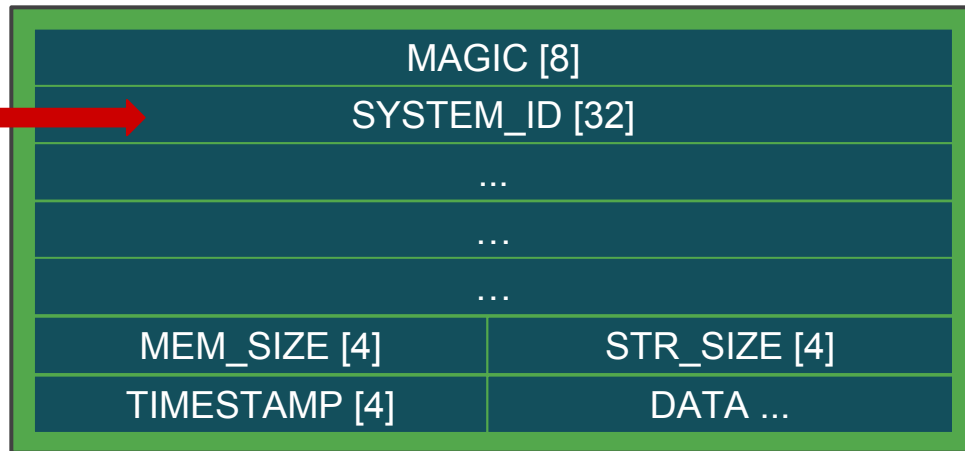 MAGIC [8]
SYSTEM_ID [32]
...
...
...
MEM_SIZE [4] STR_SIZE [4]
TIMESTAMP [4] DATA ...